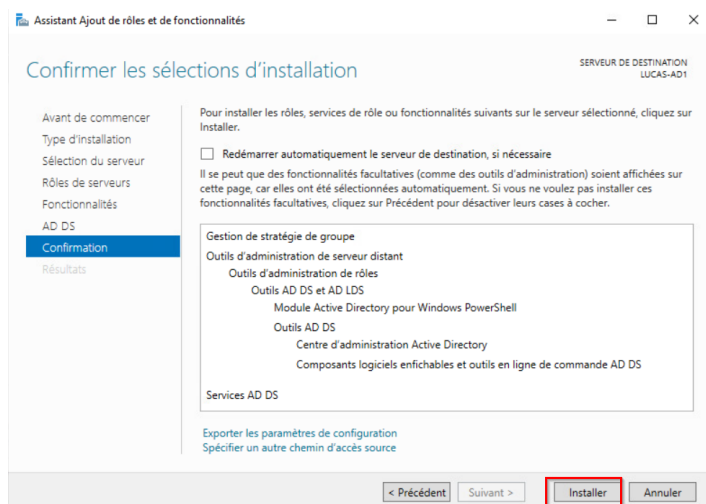 Assistant Ajout de rôles et de fonctionnalités
Confirmer les sélections d'installation
SERVEUR DE DESTINATION
LUCAS-AD1
Avant de commencer
Type d'installation
Sélection du serveur
Rôles de serveurs
Fonctionnalités
AD DS
Confirmation
Résultats
Pour installer les rôles, services de rôle ou fonctionnalités suivants sur le serveur sélectionné, cliquez sur
Installer.
Redémarrer automatiquement le serveur de destination, si nécessaire
Il se peut que des fonctionnalités facultatives (comme des outils d'administration) soient affichées sur
cette page, car elles ont été sélectionnées automatiquement. Si vous ne voulez pas installer ces
fonctionnalités facultatives, cliquez sur Précédent pour désactiver leurs cases à cocher.
Gestion de stratégie de groupe
Outils d'administration de serveur distant
Outils d'administration de rôles
Outils AD DS et AD LDS
Module Active Directory pour Windows PowerShell
Outils AD DS
Centre d'administration Active Directory
Composants logiciels enfichables et outils en ligne de commande AD DS
Services AD DS
Exporter les paramètres de configuration
Spécifier un autre chemin d'accès source
< Précédent Suivant > Installer Annuler